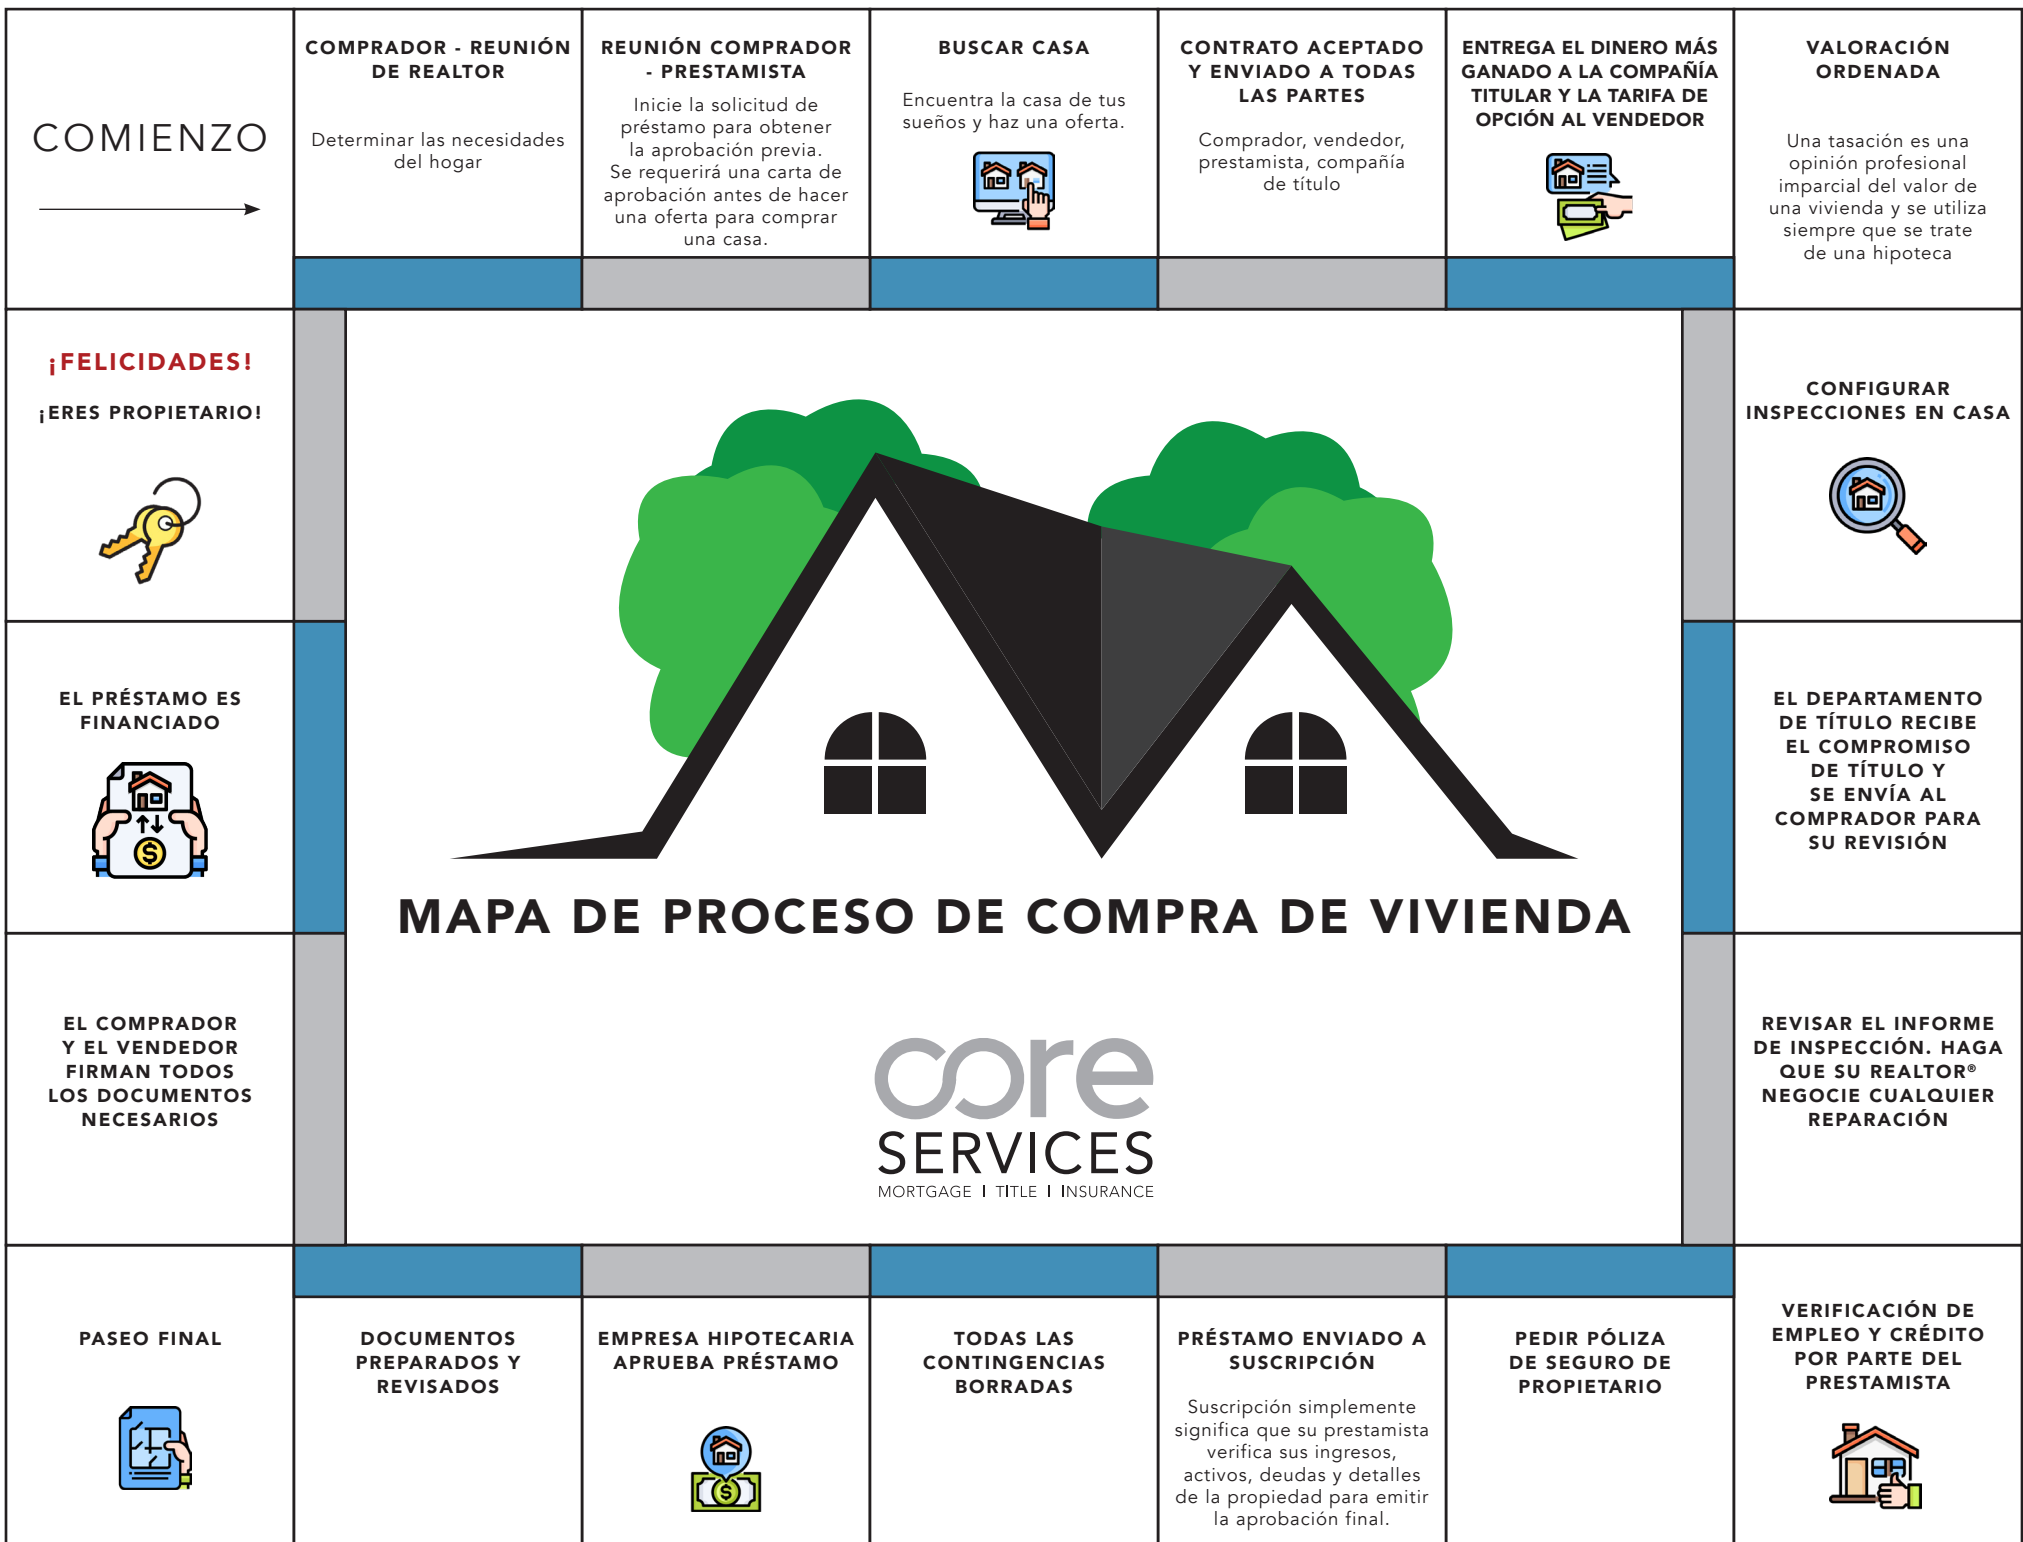 COMIENZO
COMPRADOR - REUNIÓN
DE REALTOR
Determinar las necesidades
del hogar
REUNIÓN COMPRADOR
- PRESTAMISTA
Inicie la solicitud de
préstamo para obtener
la aprobación previa.
Se requerirá una carta de
aprobación antes de hacer
una oferta para comprar
una casa.
BUSCAR CASA
Encuentra la casa de tus
sueños y haz una oferta.
CONTRATO ACEPTADO
Y ENVIADO A TODAS
LAS PARTES
Comprador, vendedor,
prestamista, compañía
de título
ENTREGA EL DINERO MÁS
GANADO A LA COMPAÑÍA
TITULAR Y LA TARIFA DE
OPCIÓN AL VENDEDOR
VALORACIÓN
ORDENADA
Una tasación es una
opinión profesional
imparcial del valor de
una vivienda y se utiliza
siempre que se trate
de una hipoteca
CONFIGURAR
INSPECCIONES EN CASA
EL DEPARTAMENTO
DE TÍTULO RECIBE
EL COMPROMISO
DE TÍTULO Y
SE ENVÍA AL
COMPRADOR PARA
SU REVISIÓN
REVISAR EL INFORME
DE INSPECCIÓN. HAGA
QUE SU REALTOR®
NEGOCIE CUALQUIER
REPARACIÓN
VERIFICACIÓN DE
EMPLEO Y CRÉDITO
POR PARTE DEL
PRESTAMISTA
PEDIR PÓLIZA
DE SEGURO DE
PROPIETARIO
PRÉSTAMO ENVIADO A
SUSCRIPCIÓN
Suscripción simplemente
significa que su prestamista
verifica sus ingresos,
activos, deudas y detalles
de la propiedad para emitir
la aprobación final.
TODAS LAS
CONTINGENCIAS
BORRADAS
EMPRESA HIPOTECARIA
APRUEBA PRÉSTAMO
DOCUMENTOS
PREPARADOS Y
REVISADOS
PASEO FINAL
EL COMPRADOR
Y EL VENDEDOR
FIRMAN TODOS
LOS DOCUMENTOS
NECESARIOS
EL PRÉSTAMO ES
FINANCIADO
¡FELICIDADES!
¡ERES PROPIETARIO!
MAPA DE PROCESO DE COMPRA DE VIVIENDA
core
SERVICES
MORTGAGE | TITLE | INSURANCE